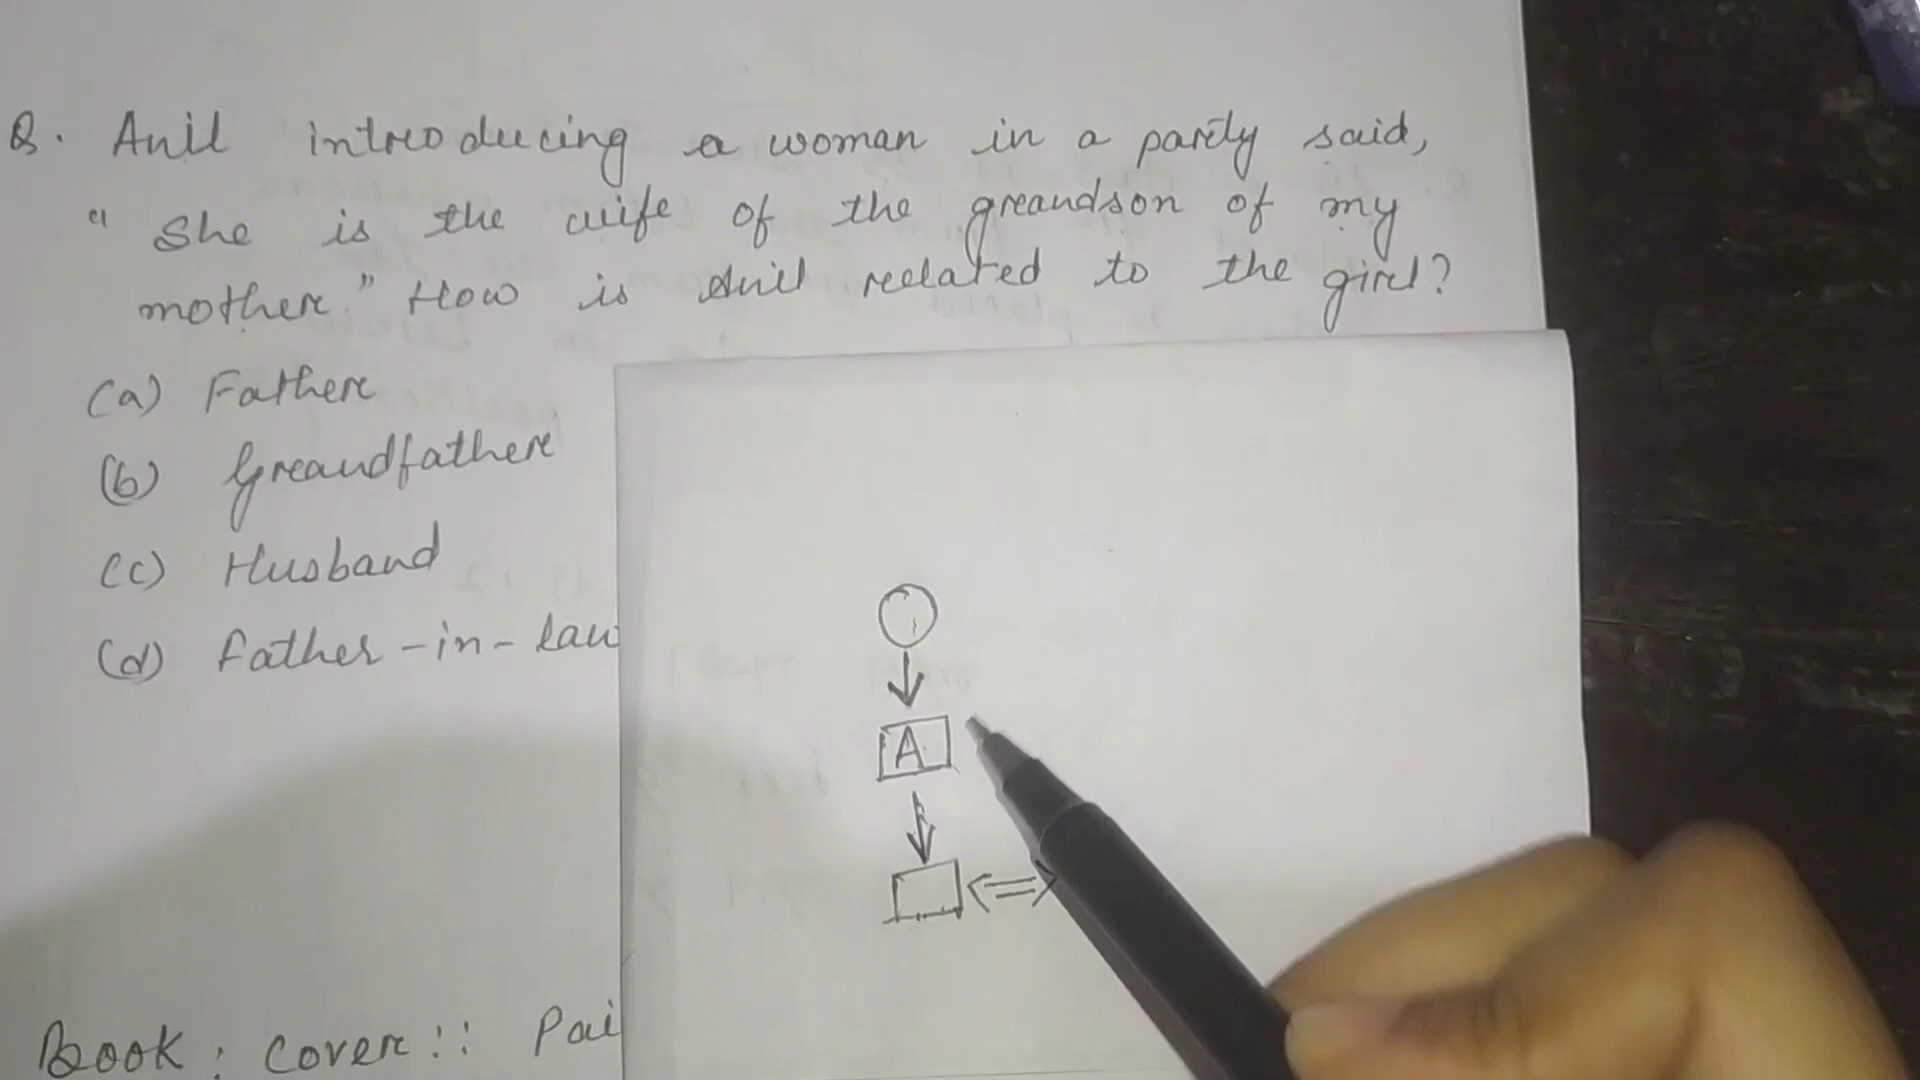 Q. Anil introducing a woman in a party said,
" She is the wife of the grandson of my
mother." How is Anil related to the girl?
(a) Father
(b) Grandfather
(c) Husband
(d) Father-in-law
A
Book : Cover :: Pai